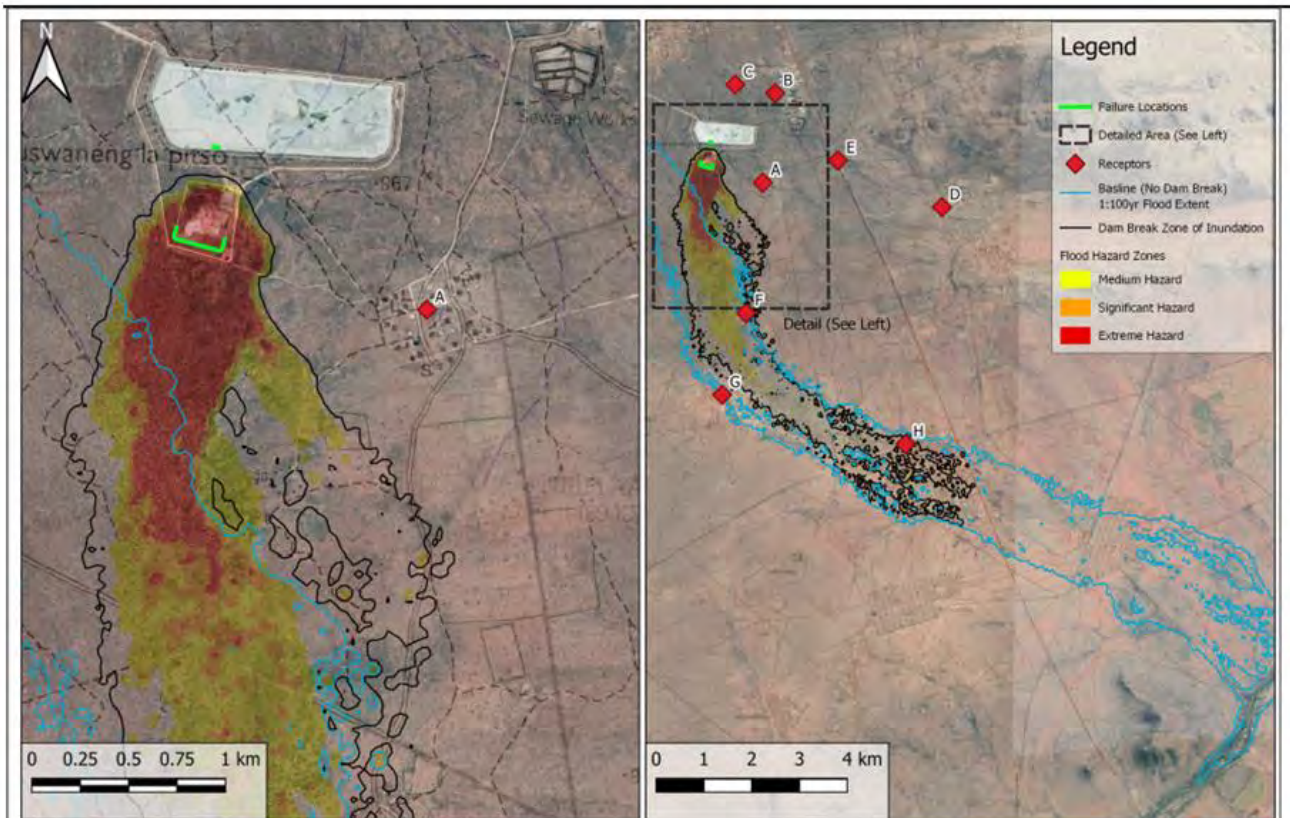 N
Sewage Works
uswaneng la pitso
A
S
0 0.25 0.5 0.75 1 km
C
B
E
A
D
F
Detail (See Left)
G
H
0 1 2 3 4 km
Legend
Failure Locations
Detailed Area (See Left)
Receptors
Basline (No Dam Break)
1:100yr Flood Extent
Dam Break Zone of Inundation
Flood Hazard Zones
Medium Hazard
Significant Hazard
Extreme Hazard